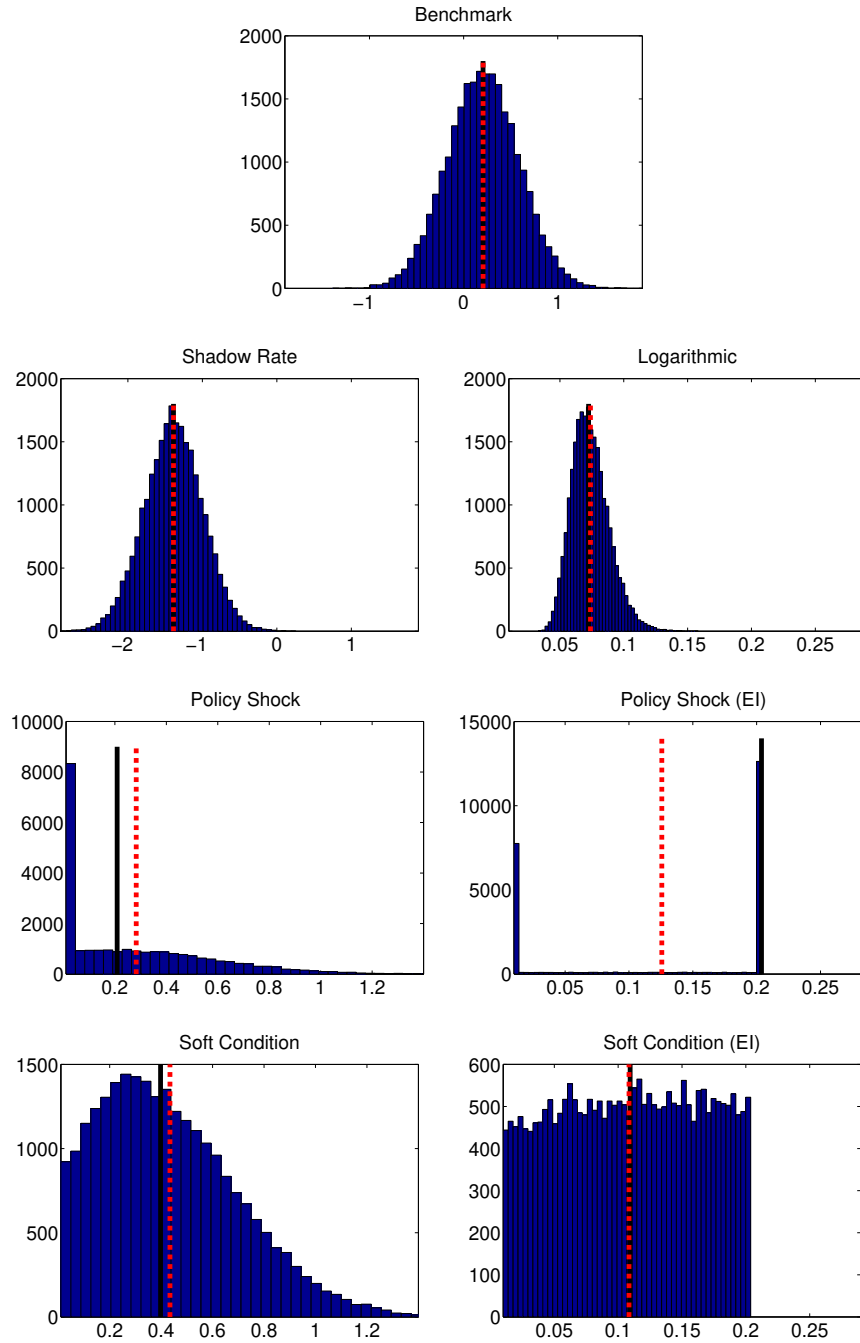 Benchmark
2000
1500
1000
500
0
−1 0 1
Shadow Rate
2000
1500
1000
500
0
−2 −1 0 1
Logarithmic
2000
1500
1000
500
0
0.05 0.1 0.15 0.2 0.25
Policy Shock
10000
8000
6000
4000
2000
0
0.2 0.4 0.6 0.8 1 1.2
Policy Shock (EI)
15000
10000
5000
0
0.05 0.1 0.15 0.2 0.25
Soft Condition
1500
1000
500
0
0.2 0.4 0.6 0.8 1 1.2
Soft Condition (EI)
600
500
400
300
200
100
0
0.05 0.1 0.15 0.2 0.25